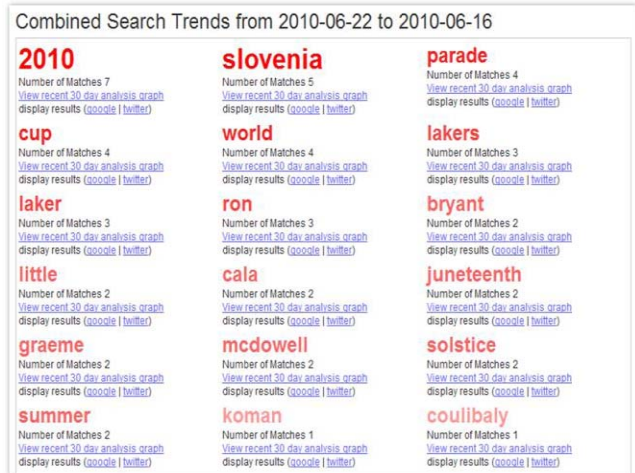 Combined Search Trends from 2010-06-22 to 2010-06-16
2010
Number of Matches 7
View recent 30 day analysis graph
display results (google | twitter)
slovenia
Number of Matches 5
View recent 30 day analysis graph
display results (google | twitter)
parade
Number of Matches 4
View recent 30 day analysis graph
display results (google | twitter)
cup
Number of Matches 4
View recent 30 day analysis graph
display results (google | twitter)
world
Number of Matches 4
View recent 30 day analysis graph
display results (google | twitter)
lakers
Number of Matches 3
View recent 30 day analysis graph
display results (google | twitter)
laker
Number of Matches 3
View recent 30 day analysis graph
display results (google | twitter)
ron
Number of Matches 3
View recent 30 day analysis graph
display results (google | twitter)
bryant
Number of Matches 2
View recent 30 day analysis graph
display results (google | twitter)
little
Number of Matches 2
View recent 30 day analysis graph
display results (google | twitter)
cala
Number of Matches 2
View recent 30 day analysis graph
display results (google | twitter)
juneteenth
Number of Matches 2
View recent 30 day analysis graph
display results (google | twitter)
graeme
Number of Matches 2
View recent 30 day analysis graph
display results (google | twitter)
mcdowell
Number of Matches 2
View recent 30 day analysis graph
display results (google | twitter)
solstice
Number of Matches 2
View recent 30 day analysis graph
display results (google | twitter)
summer
Number of Matches 2
View recent 30 day analysis graph
display results (google | twitter)
koman
Number of Matches 1
View recent 30 day analysis graph
display results (google | twitter)
coulibaly
Number of Matches 1
View recent 30 day analysis graph
display results (google | twitter)